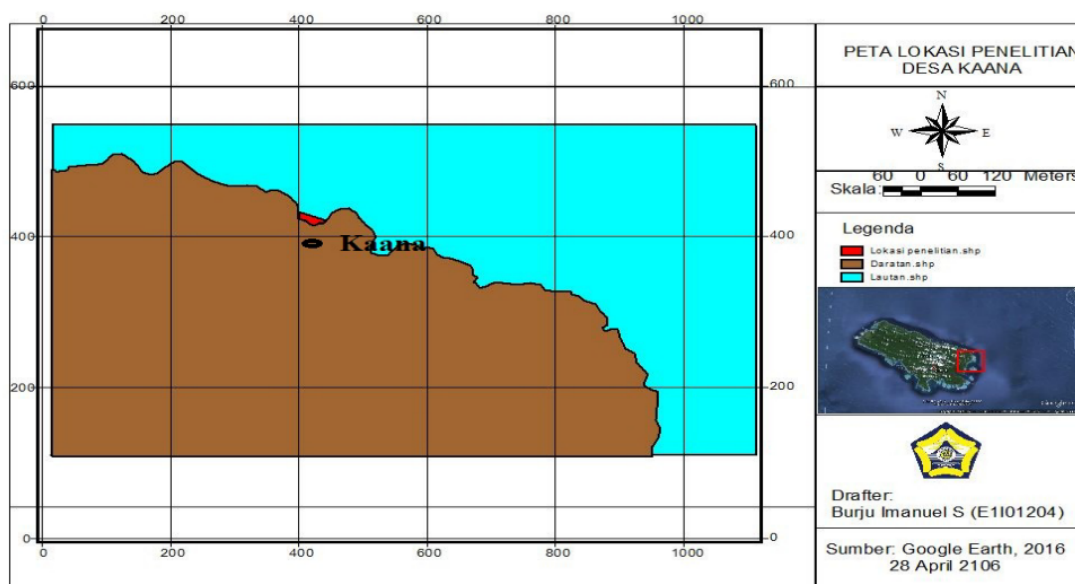 0 200 400 600 800 1000
600 600
400 400
200 200
0 0
0 200 400 600 800 1000
Kaana
PETA LOKASI PENELITIAN
DESA KAANA
N
W E
S
60 0 60 120 Meters
Skala:
Legenda
Lokasi penelitian.shp
Daratan.shp
Lautan.shp
Drafter:
Burju Imanuel S (E1I01204)
Sumber: Google Earth, 2016
28 April 2106